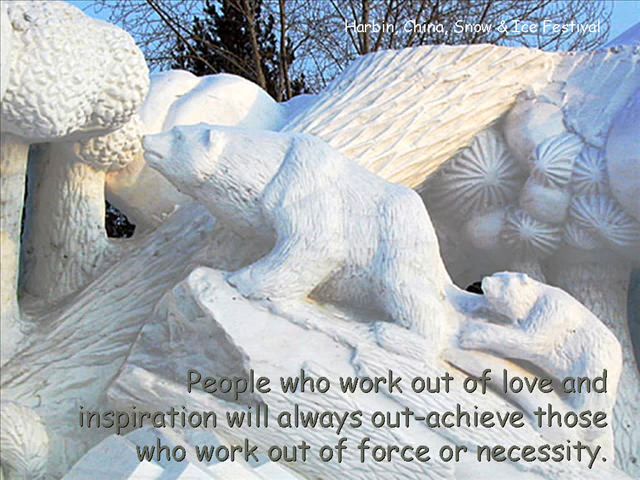 Harbin, China, Snow & Ice Festival
People who work out of love and
inspiration will always out-achieve those
who work out of force or necessity.